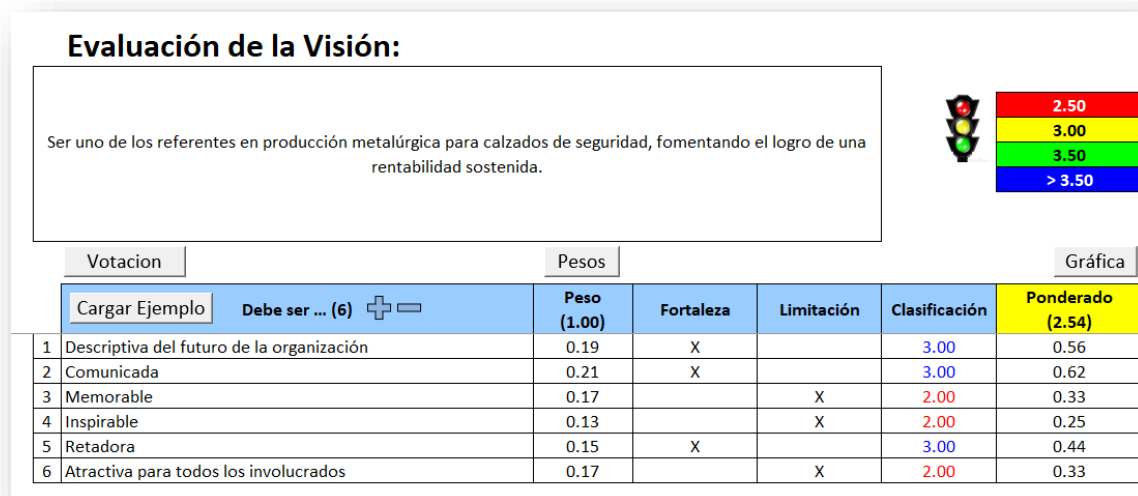 Evaluación de la Visión:
Ser uno de los referentes en producción metalúrgica para calzados de seguridad, fomentando el logro de una
rentabilidad sostenida.
2.50
3.00
3.50
> 3.50
Votacion Pesos Gráfica
Cargar Ejemplo Debe ser ... (6) Peso (1.00) Fortaleza Limitación Clasificación Ponderado (2.54)
1 Descriptiva del futuro de la organización 0.19 X 3.00 0.56
2 Comunicada 0.21 X 3.00 0.62
3 Memorable 0.17 X 2.00 0.33
4 Inspirable 0.13 X 2.00 0.25
5 Retadora 0.15 X 3.00 0.44
6 Atractiva para todos los involucrados 0.17 X 2.00 0.33